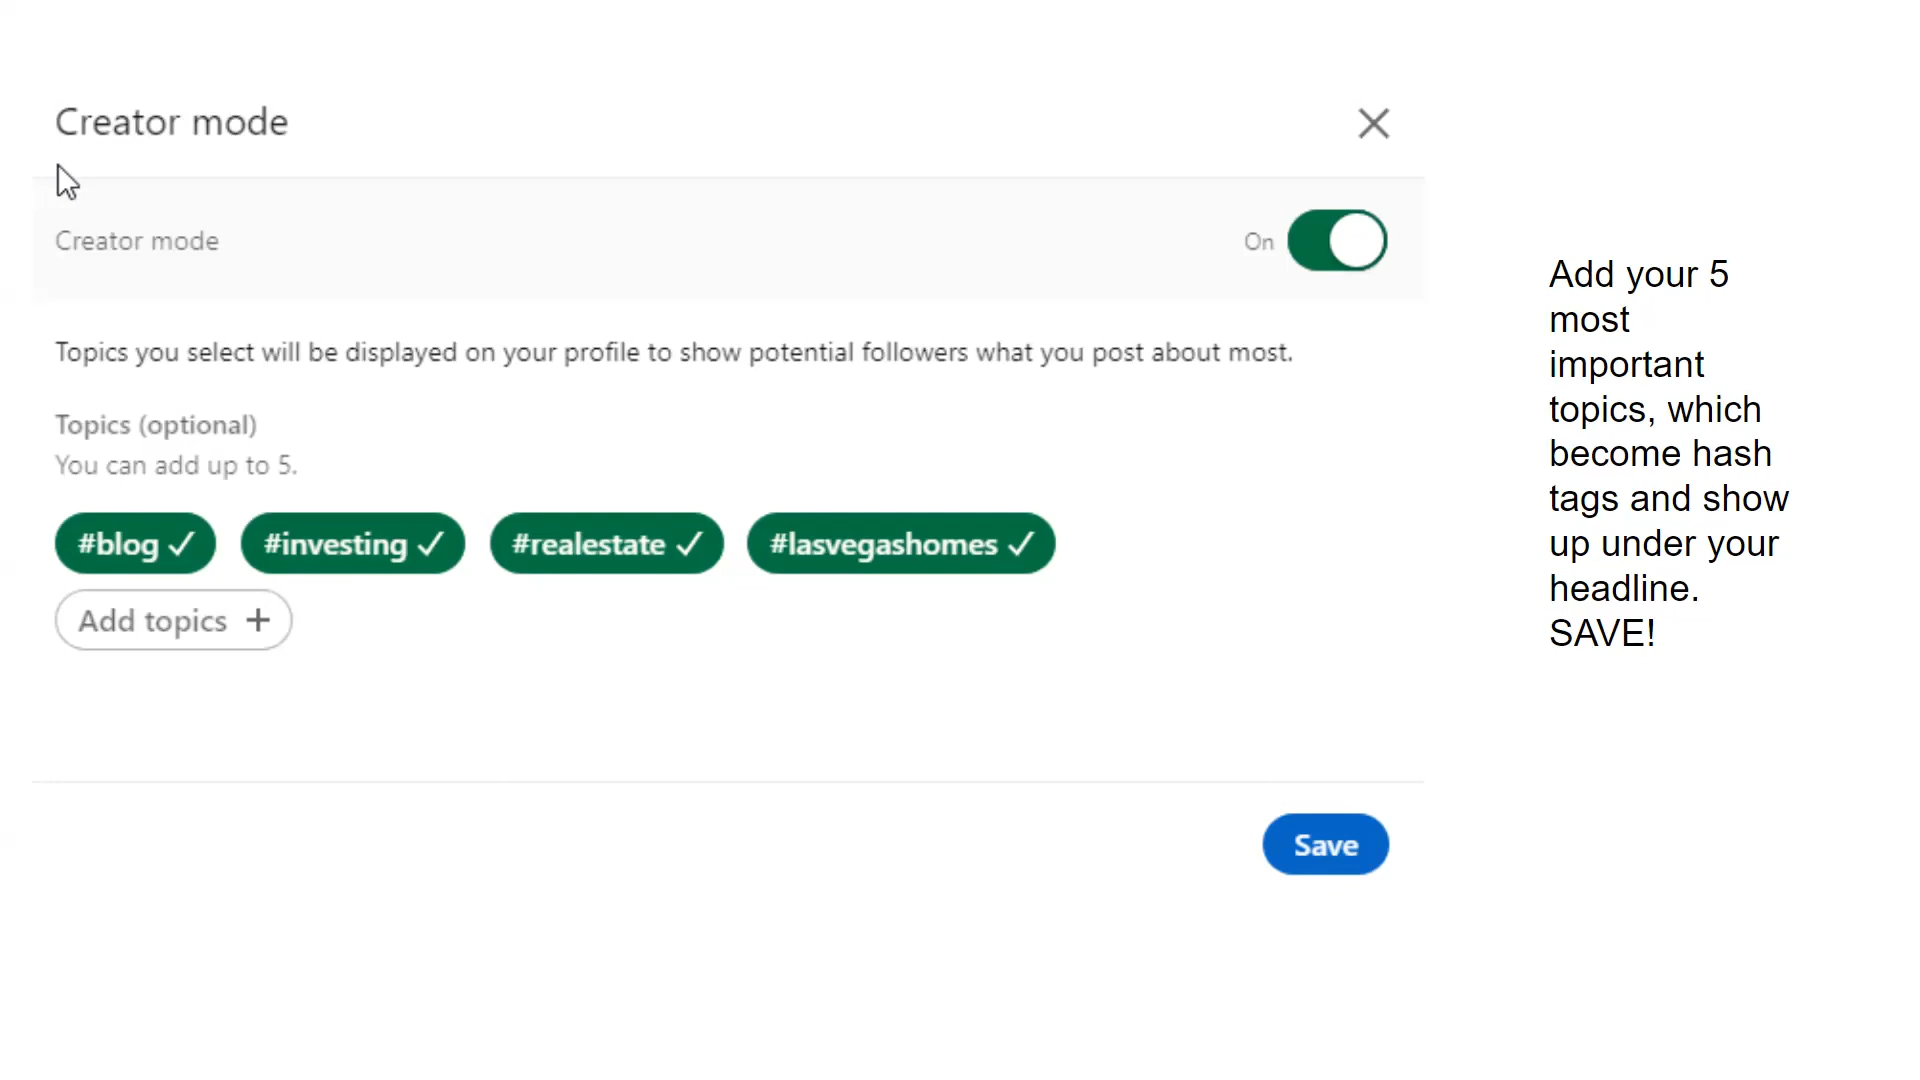 Creator mode
Creator mode
On
Topics you select will be displayed on your profile to show potential followers what you post about most.
Topics (optional)
You can add up to 5.
#blog #investing #realestate #lasvegashomes
Add topics +
Save
Add your 5
most
important
topics, which
become hash
tags and show
up under your
headline.
SAVE!